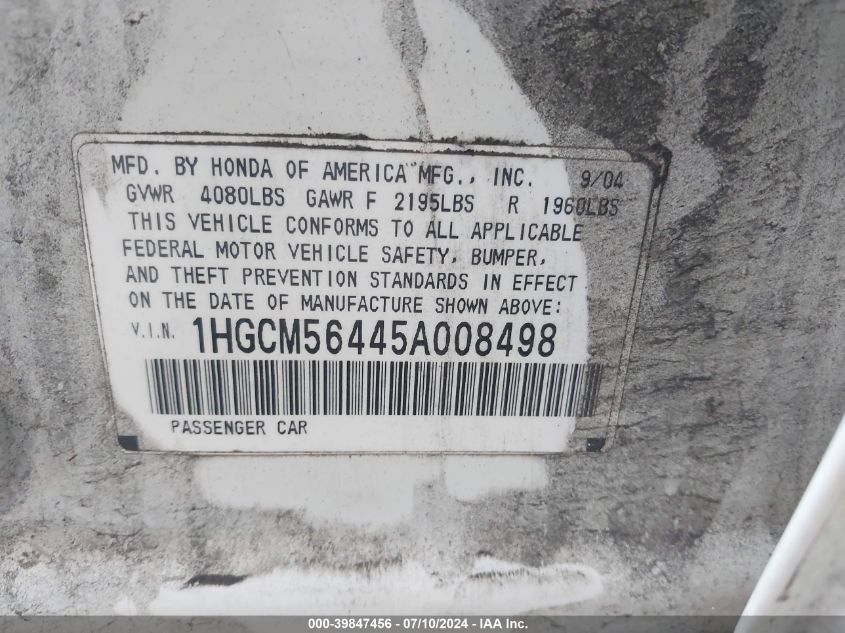 MFD. BY HONDA OF AMERICA MFG., INC. 9/04
GVWR 4080LBS GAWR F 2195LBS R 1960LBS
THIS VEHICLE CONFORMS TO ALL APPLICABLE
FEDERAL MOTOR VEHICLE SAFETY, BUMPER,
AND THEFT PREVENTION STANDARDS IN EFFECT
ON THE DATE OF MANUFACTURE SHOWN ABOVE:
V.I.N. 1HGCM56445A008498
PASSENGER CAR
000-39847456 - 07/10/2024 - IAA Inc.